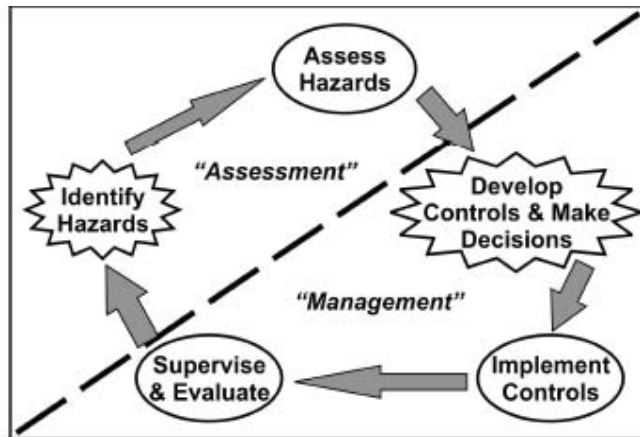 Assess
Hazards
"Assessment"
Identify
Hazards
Develop
Controls & Make
Decisions
"Management"
Supervise
& Evaluate
Implement
Controls